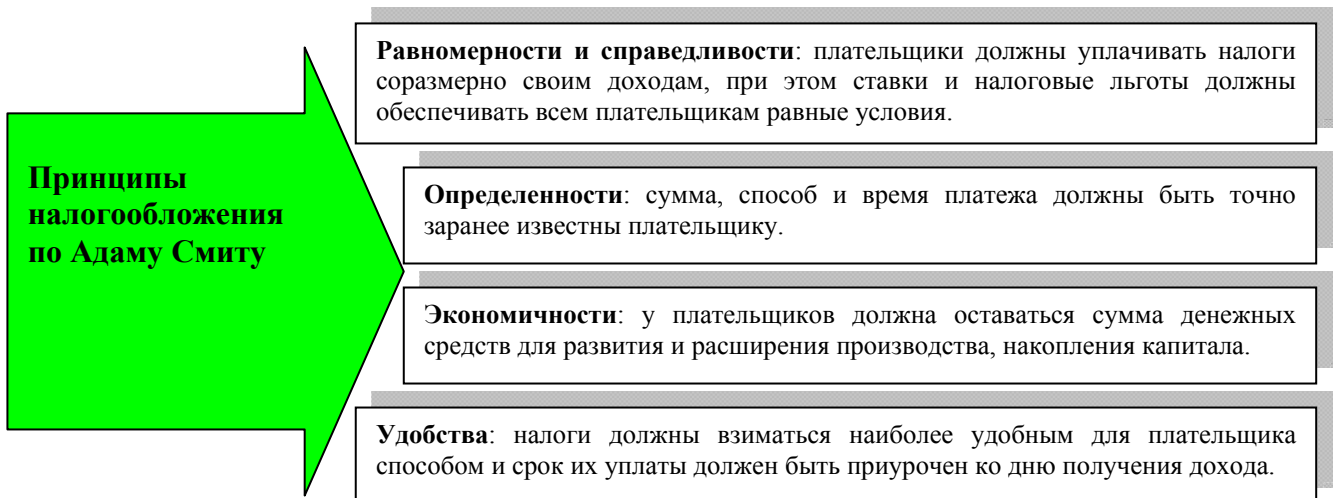 Принципы
налогообложения
по Адаму Смиту
Равномерности и справедливости: плательщики должны уплачивать налоги
соразмерно своим доходам, при этом ставки и налоговые льготы должны
обеспечивать всем плательщикам равные условия.
Определенности: сумма, способ и время платежа должны быть точно
заранее известны плательщику.
Экономичности: у плательщиков должна оставаться сумма денежных
средств для развития и расширения производства, накопления капитала.
Удобства: налоги должны взиматься наиболее удобным для плательщика
способом и срок их уплаты должен быть приурочен ко дню получения дохода.